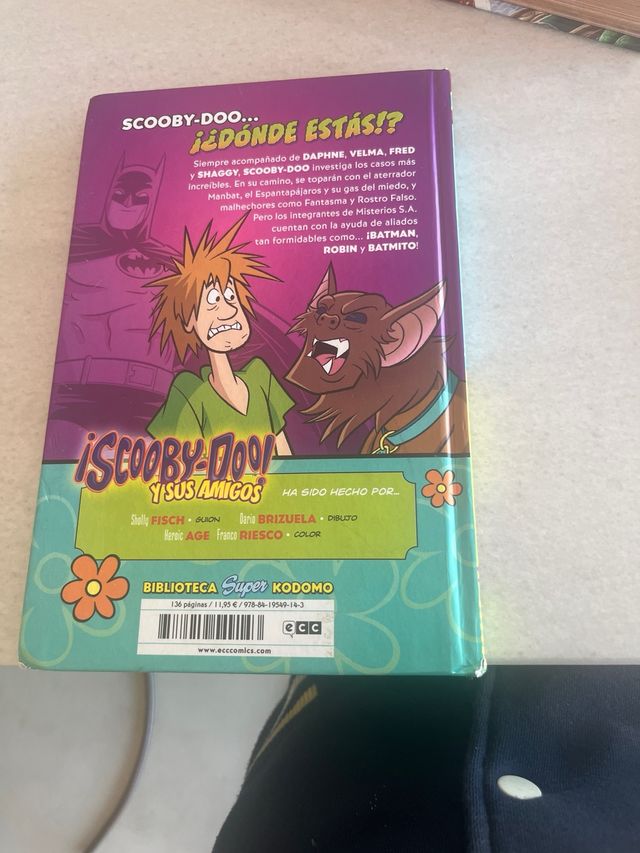 SCOOBY-DOO...
¡¿DÓNDE ESTÁS!?
Siempre acompañado de DAPHNE, VELMA, FRED
y SHAGGY, SCOOBY-DOO investiga los casos más
increíbles. En su camino, se toparán con el aterrador
Manbat, el Espantapájaros y su gas del miedo, y
malhechores como Fantasma y Rostro Falso.
Pero los integrantes de Misterios S.A.
cuentan con la ayuda de aliados
tan formidables como... ¡BATMAN,
ROBIN y BATMITO!
¡SCOOBY-DOO!
Y SUS AMIGOS
HA SIDO HECHO POR...
Sholly FISCH • GUION Dario BRIZUELA • DIBUJO
Heroic AGE Franco RIESCO • COLOR
BIBLIOTECA Super KODOMO
136 páginas / 11,95 € / 978-84-19549-14-3
ecc
www.ecccomics.com